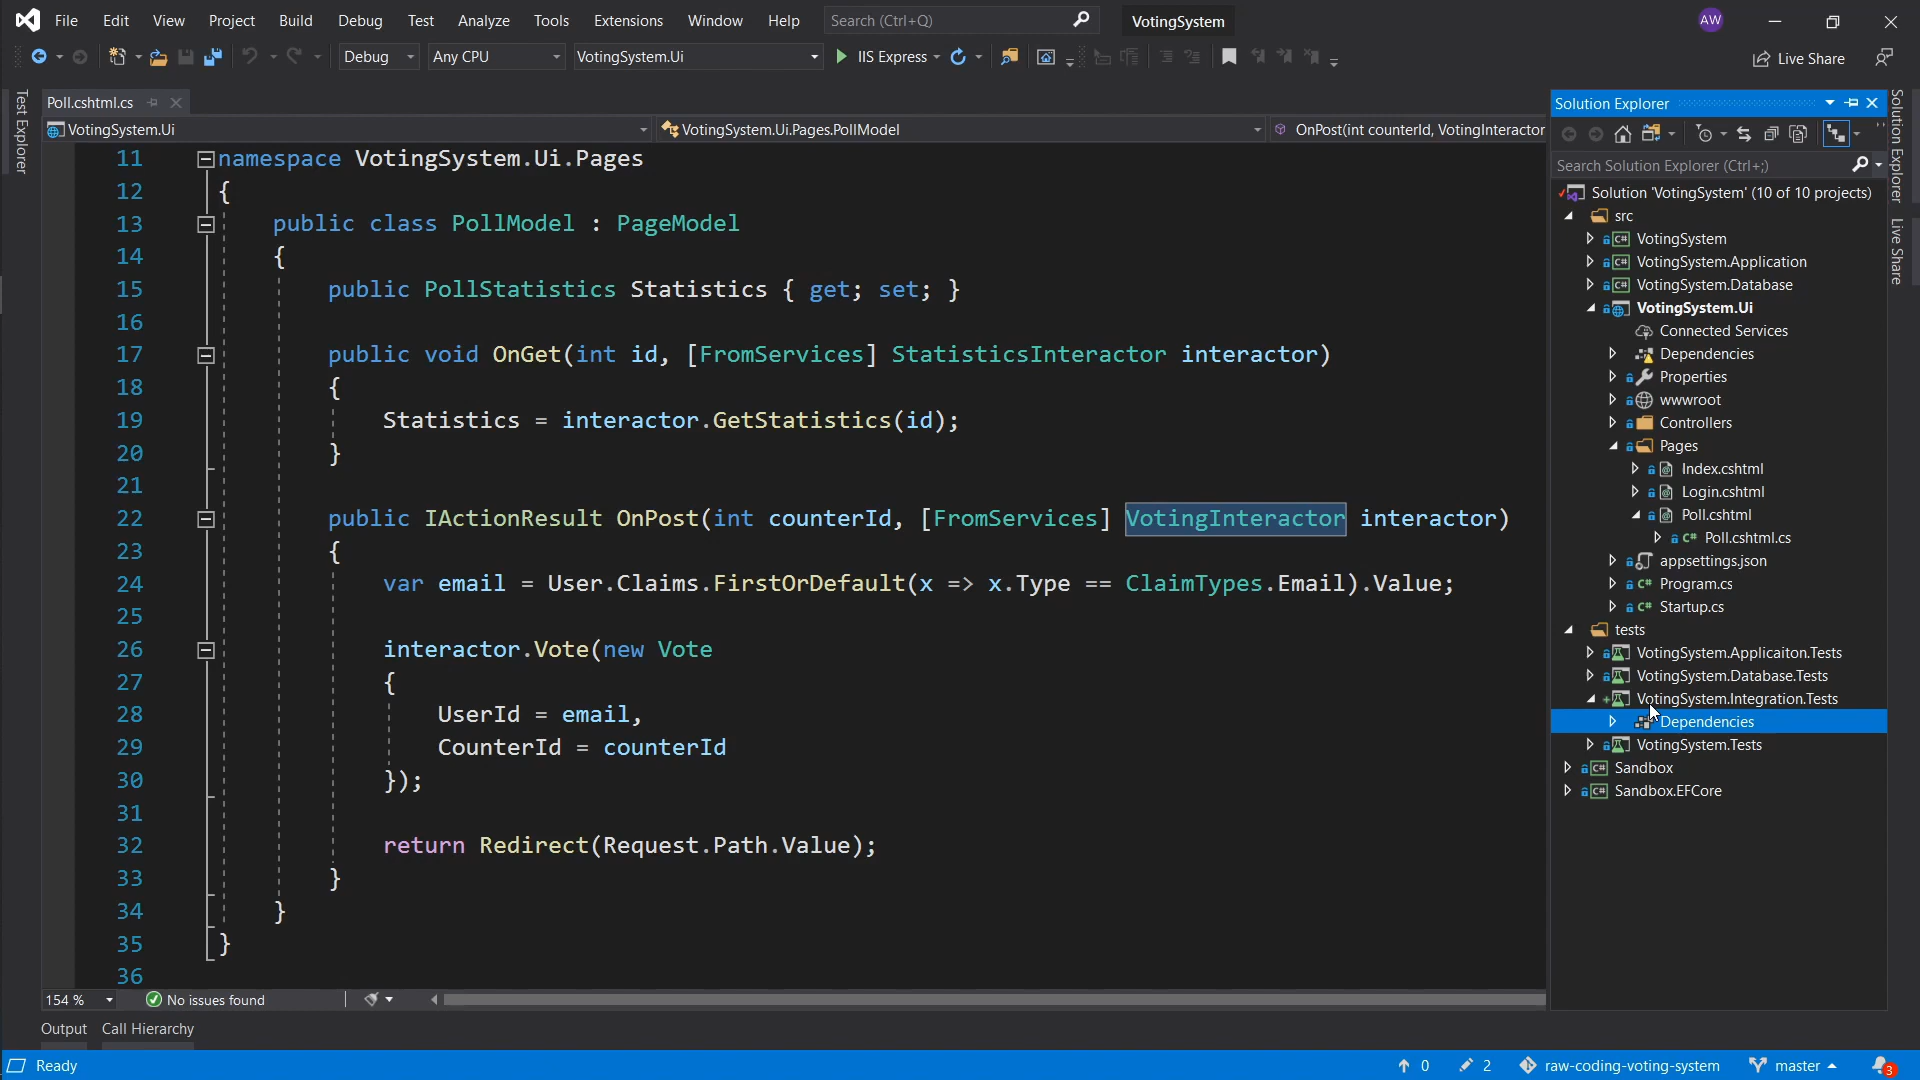 File Edit View Project Build Debug Test Analyze Tools Extensions Window Help Search (Ctrl+Q) VotingSystem AW
Debug Any CPU VotingSystem.Ui IIS Express Live Share
Test Explorer
Poll.cshtml.cs
VotingSystem.Ui VotingSystem.Ui.Pages.PollModel OnPost(int counterId, VotingInteractor
11 namespace VotingSystem.Ui.Pages
12 {
13 public class PollModel : PageModel
14 {
15 public PollStatistics Statistics { get; set; }
16
17 public void OnGet(int id, [FromServices] StatisticsInteractor interactor)
18 {
19 Statistics = interactor.GetStatistics(id);
20 }
21
22 public IActionResult OnPost(int counterId, [FromServices] VotingInteractor interactor)
23 {
24 var email = User.Claims.FirstOrDefault(x => x.Type == ClaimTypes.Email).Value;
25
26 interactor.Vote(new Vote
27 {
28 UserId = email,
29 CounterId = counterId
30 });
31
32 return Redirect(Request.Path.Value);
33 }
34 }
35 }
36
154 % No issues found
Output Call Hierarchy
Solution Explorer
Search Solution Explorer (Ctrl+;)
Solution 'VotingSystem' (10 of 10 projects)
src
C# VotingSystem
C# VotingSystem.Application
C# VotingSystem.Database
VotingSystem.Ui
Connected Services
Dependencies
Properties
wwwroot
Controllers
Pages
Index.cshtml
Login.cshtml
Poll.cshtml
C# Poll.cshtml.cs
appsettings.json
C# Program.cs
C# Startup.cs
tests
VotingSystem.Applicaiton.Tests
VotingSystem.Database.Tests
VotingSystem.Integration.Tests
Dependencies
VotingSystem.Tests
C# Sandbox
C# Sandbox.EFCore
Solution Explorer
Live Share
Ready 0 2 raw-coding-voting-system master 3